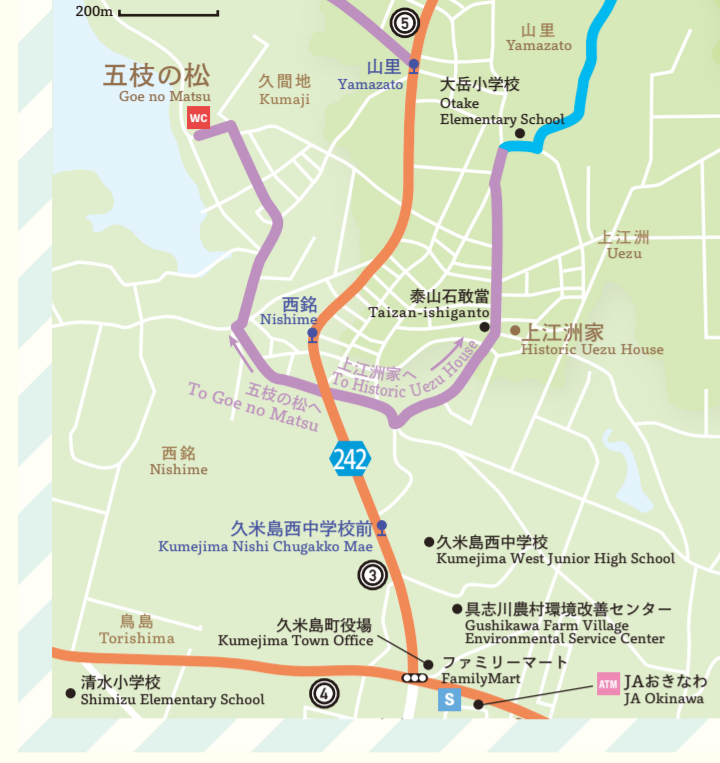 200m
5
山里
Yamazato
五枝の松
Goe no Matsu
WC
久間地
Kumaji
山里
Yamazato
大岳小学校
Otake
Elementary School
上江洲
Uezu
西銘
Nishime
泰山石敢當
Taizan-ishiganto
上江洲家
Historic Uezu House
上江洲家へ
To Historic Uezu House
五枝の松へ
To Goe no Matsu
西銘
Nishime
242
久米島西中学校前
Kumejima Nishi Chugakko Mae
久米島西中学校
Kumejima West Junior High School
3
具志川農村環境改善センター
Gushikawa Farm Village
Environmental Service Center
鳥島
Torishima
久米島町役場
Kumejima Town Office
ファミリーマート
FamilyMart
清水小学校
Shimizu Elementary School
4
S
ATM
JAおきなわ
JA Okinawa